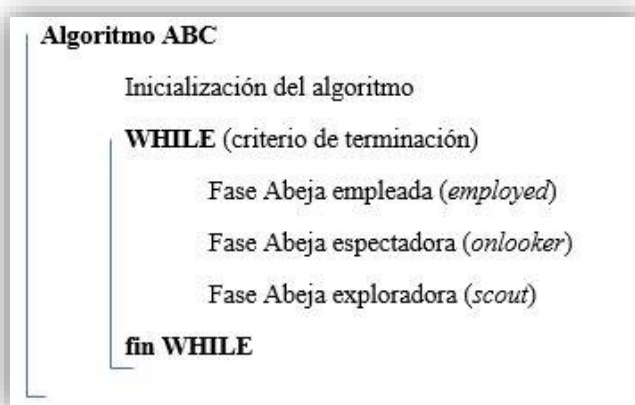 Algoritmo ABC
Inicialización del algoritmo
WHILE (criterio de terminación)
Fase Abeja empleada (employed)
Fase Abeja espectadora (onlooker)
Fase Abeja exploradora (scout)
fin WHILE